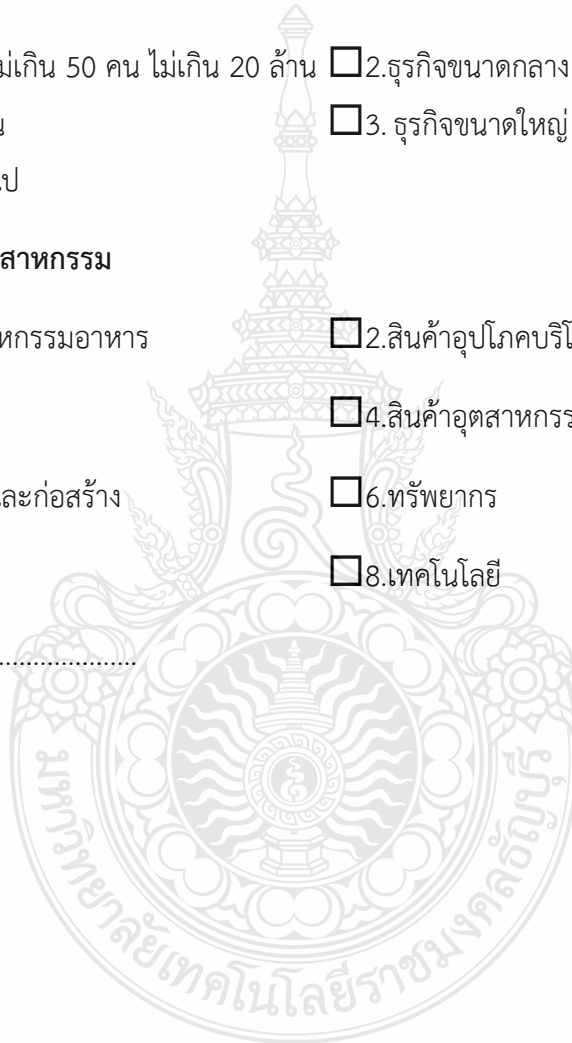 ม่เกิน 50 คน ไม่เกิน 20 ล้าน ☐2.ธุรกิจขนาดกลาง
☐3. ธุรกิจขนาดใหญ่
ไป
สาหกรรม
หกรรมอาหาร ☐2.สินค้าอุปโภคบริโ
☐4.สินค้าอุตสาหกรร
ละก่อสร้าง ☐6.ทรัพยากร
☐8.เทคโนโลยี
.....................
มหาวิทยาลัยเทคโนโลยีราชมงคลธัญบุรี